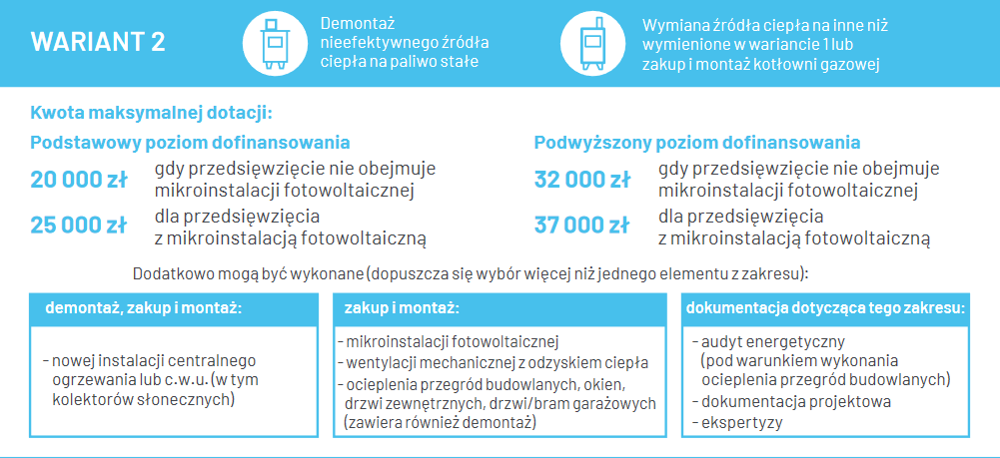 WARIANT 2
Demontaż
nieefektywnego źródła
ciepła na paliwo stałe
Wymiana źródła ciepła na inne niż
wymienione w wariancie 1 lub
zakup i montaż kotłowni gazowej
Kwota maksymalnej dotacji:
Podstawowy poziom dofinansowania
20 000 zł gdy przedsięwzięcie nie obejmuje
mikroinstalacji fotowoltaicznej
25 000 zł dla przedsięwzięcia
z mikroinstalacją fotowoltaiczną
Podwyższony poziom dofinansowania
32 000 zł gdy przedsięwzięcie nie obejmuje
mikroinstalacji fotowoltaicznej
37 000 zł dla przedsięwzięcia
z mikroinstalacją fotowoltaiczną
Dodatkowo mogą być wykonane (dopuszcza się wybór więcej niż jednego elementu z zakresu):
demontaż, zakup i montaż:
- nowej instalacji centralnego
ogrzewania lub c.w.u. (w tym
kolektorów słonecznych)
zakup i montaż:
- mikroinstalacji fotowoltaicznej
- wentylacji mechanicznej z odzyskiem ciepła
- ocieplenia przegród budowlanych, okien,
drzwi zewnętrznych, drzwi/bram garażowych
(zawiera również demontaż)
dokumentacja dotycząca tego zakresu:
- audyt energetyczny
(pod warunkiem wykonania
ocieplenia przegród budowlanych)
- dokumentacja projektowa
- ekspertyzy